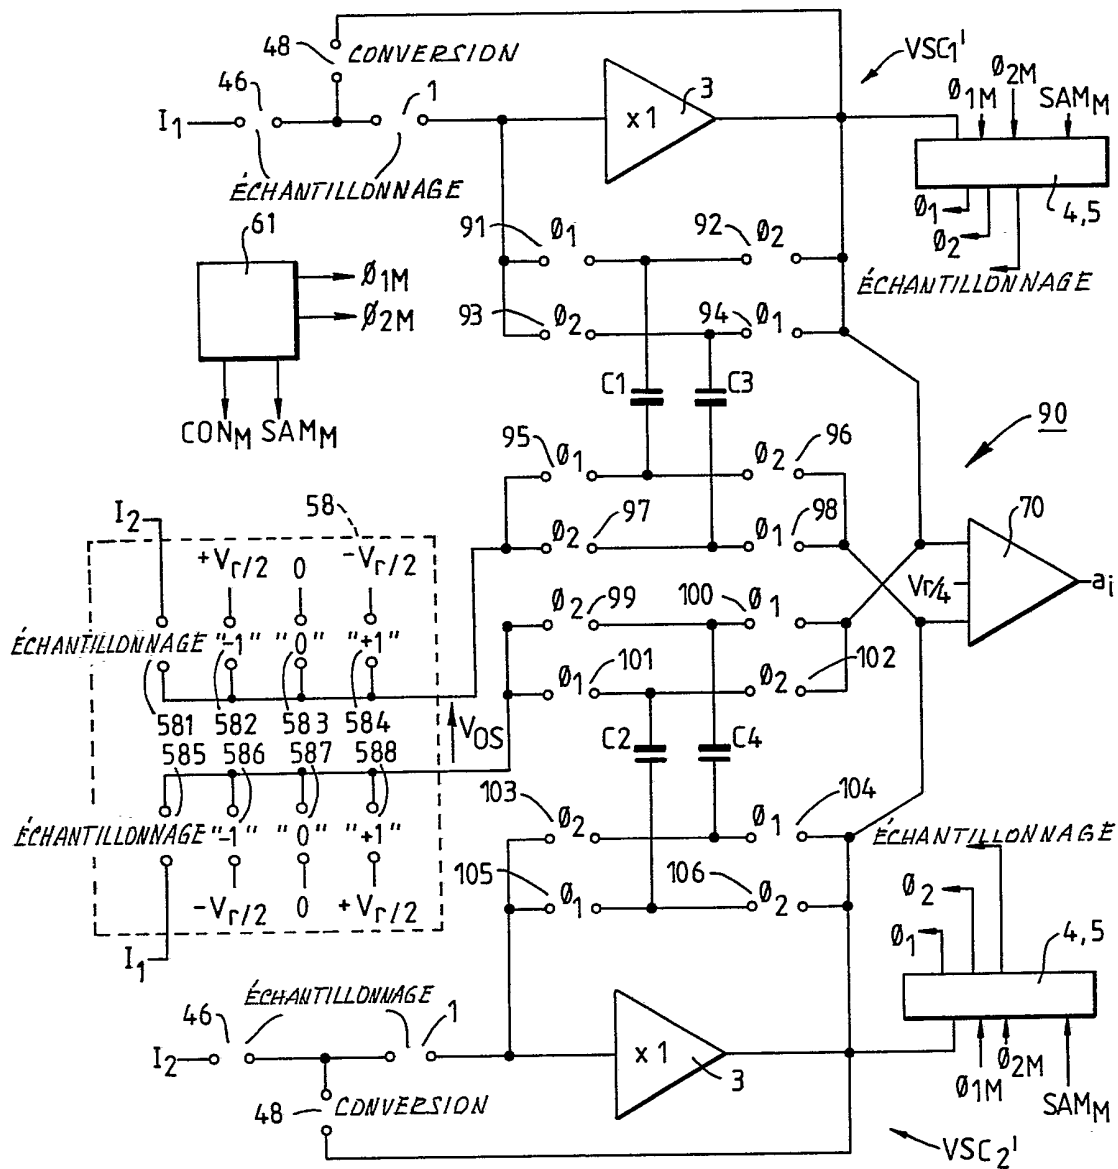 48 CONVERSION
VSC1'
46
1
3
Ø1M
Ø2M
SAMM
I1
x1
ÉCHANTILLONNAGE
Ø1
4,5
Ø2
ÉCHANTILLONNAGE
61
91 Ø1
92 Ø2
Ø1M
Ø2M
93 Ø2
94 Ø1
C1
C3
CONM SAMM
90
95 Ø1
Ø2 96
I2
58
Ø2 97
Ø1 98
70
+Vr/2 0 -Vr/2
Vr/4
ai
Ø2 99
100 Ø1
ÉCHANTILLONNAGE "-1" "0" "+1"
Ø1 101
Ø2 102
581 582 583 584
VOS
585 586 587 588
C2
C4
103 Ø2
Ø1 104
ÉCHANTILLONNAGE "-1" "0" "+1"
ÉCHANTILLONNAGE
105 Ø1
106 Ø2
Ø2
-Vr/2 0 +Vr/2
Ø1
4,5
I1
ÉCHANTILLONNAGE
46
1
I2
x1
3
Ø1M
Ø2M
SAMM
48 CONVERSION
VSC2'